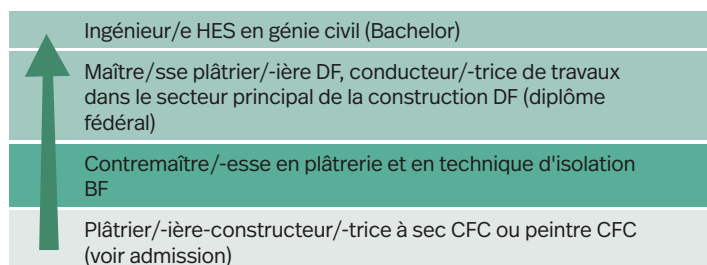 Ingénieur/e HES en génie civil (Bachelor)
Maître/sse plâtrier/-ière DF, conducteur/-trice de travaux
dans le secteur principal de la construction DF (diplôme
fédéral)
Contremaître/-esse en plâtrerie et en technique d'isolation
BF
Plâtrier/-ière-constructeur/-trice à sec CFC ou peintre CFC
(voir admission)